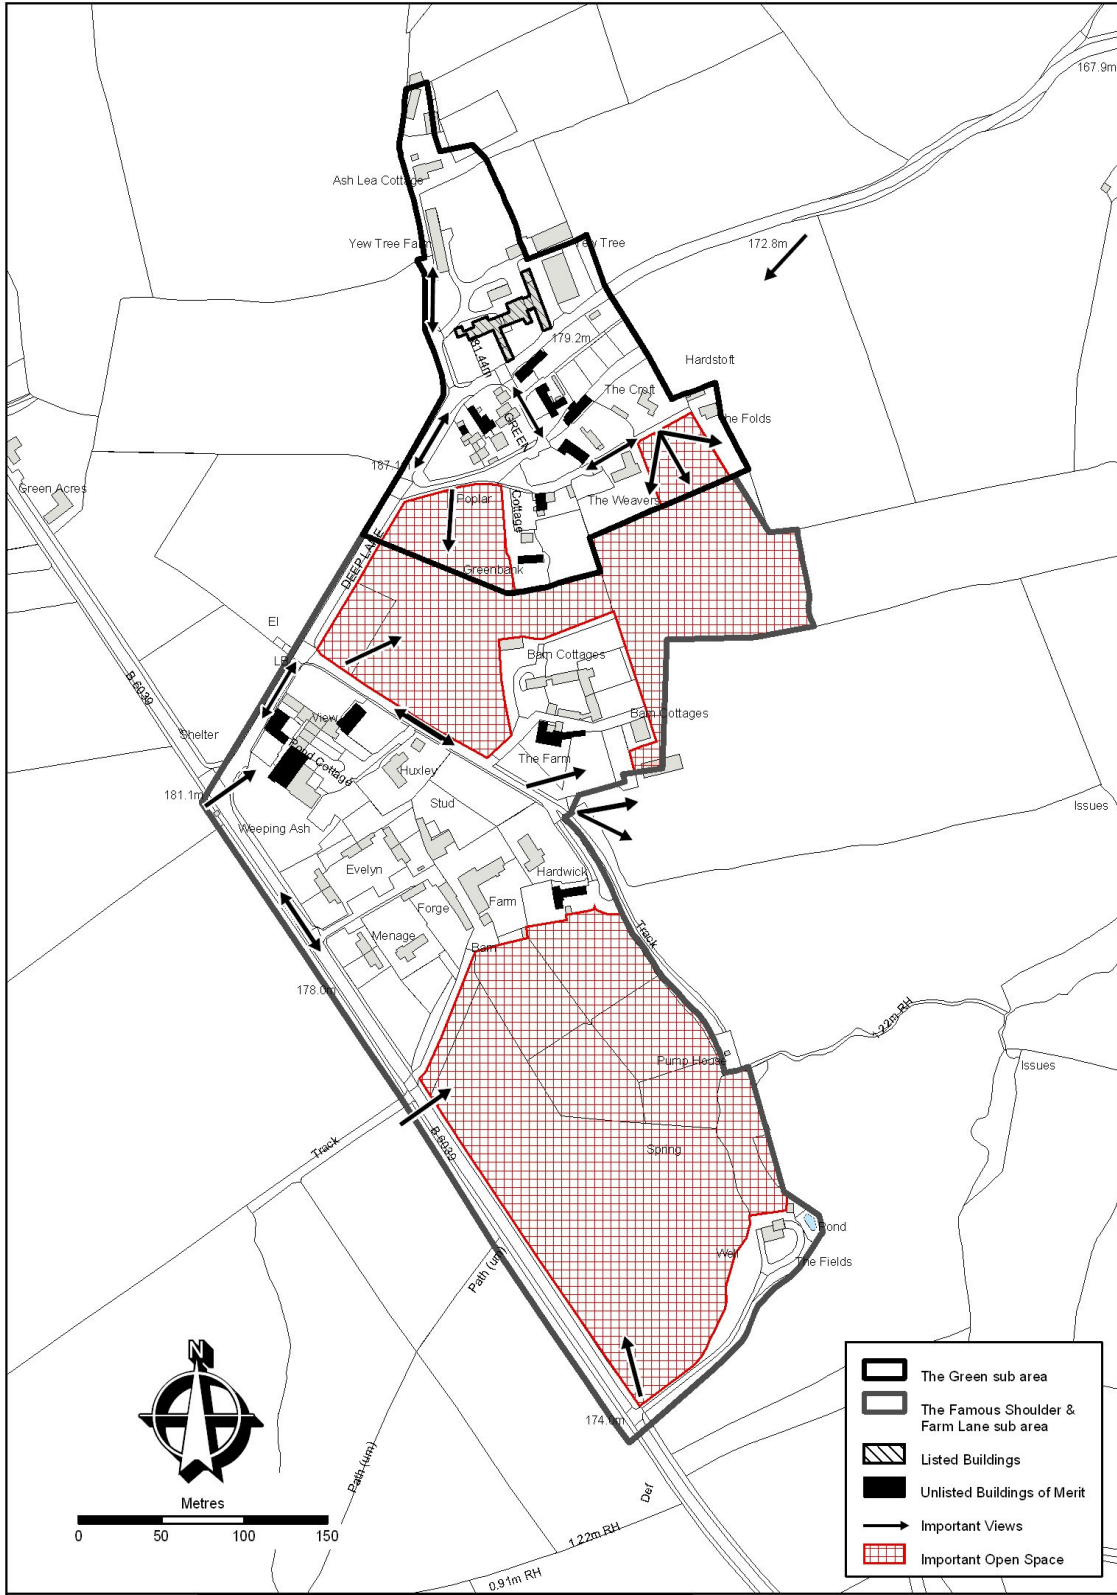 167.9m
Ash Lea Cottage
Yew Tree Farm
Yew Tree
172.8m
179.2m
181.44m
Hardstoft
The Croft
The Folds
GREEN
187.1m
Green Acres
Poplar
Cottage
The Weavers
DEEP LANE
Greenbank
El
LB
Barn Cottages
B 6039
Shelter
View
Pond Cottage
Barn Cottages
The Farm
Huxley
181.1m
Stud
Issues
Weeping Ash
Evelyn
Hardwick
Forge
Farm
Menage
Barn
Track
178.0m
1.22m RH
Pump House
Issues
Track
B 6039
Spring
Pond
Well
The Fields
Path (um)
N
174.0m
Path (um)
Def
1.22m RH
0.91m RH
Metres
0 50 100 150
The Green sub area
The Famous Shoulder &
Farm Lane sub area
Listed Buildings
Unlisted Buildings of Merit
Important Views
Important Open Space